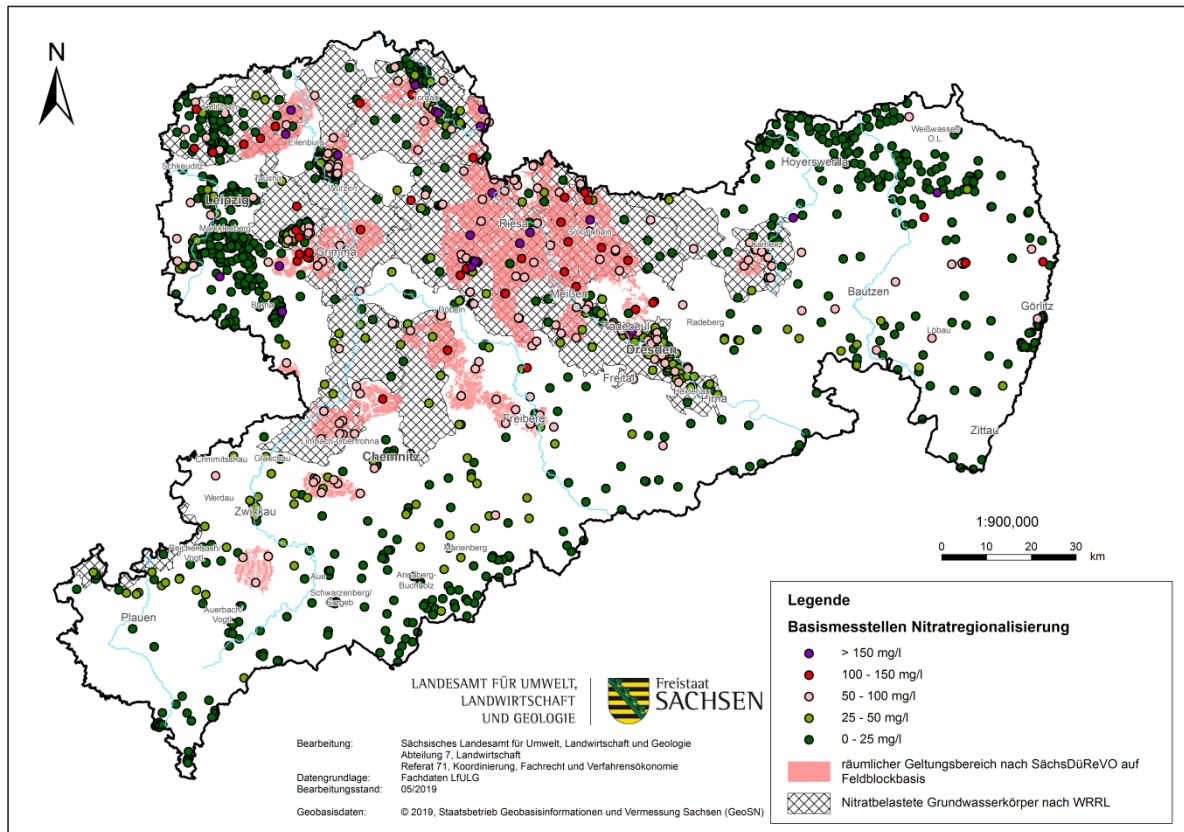 N
Delitzsch
Torgau
Eilenburg
Schkeuditz
Taucha
Wurzen
Leipzig
Markkleeberg
Grimma
Borna
Riesa
Großenhain
Meißen
Döbeln
Radebeul
Dresden
Radeberg
Freital
Heidenau
Pirna
Kamenz
Hoyerswerda
Weißwasser/
O.L.
Bautzen
Görlitz
Löbau
Zittau
Freiberg
Limbach-Oberfrohna
Crimmitschau
Glauchau
Chemnitz
Werdau
Zwickau
Reichenbach/
Vogtl.
Marienberg
Aue
Annaberg-
Buchholz
Schwarzenberg/
Erzgeb.
Plauen
Auerbach/
Vogtl.
1:900,000
0 10 20 30 km
Legende
Basismesstellen Nitratregionalisierung
> 150 mg/l
100 - 150 mg/l
50 - 100 mg/l
25 - 50 mg/l
0 - 25 mg/l
räumlicher Geltungsbereich nach SächsDüReVO auf
Feldblockbasis
Nitratbelastete Grundwasserkörper nach WRRL
LANDESAMT FÜR UMWELT,
LANDWIRTSCHAFT
UND GEOLOGIE
Freistaat
SACHSEN
Bearbeitung: Sächsisches Landesamt für Umwelt, Landwirtschaft und Geologie
Abteilung 7, Landwirtschaft
Referat 71, Koordinierung, Fachrecht und Verfahrensökonomie
Datengrundlage: Fachdaten LfULG
Bearbeitungsstand: 05/2019
Geobasisdaten: © 2019, Staatsbetrieb Geobasisinformationen und Vermessung Sachsen (GeoSN)